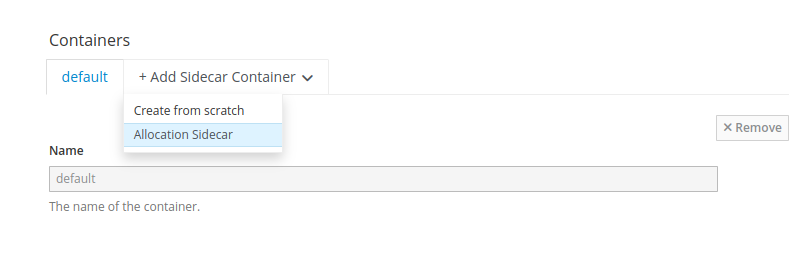 Containers
default
+ Add Sidecar Container
Create from scratch
Allocation Sidecar
× Remove
Name
default
The name of the container.